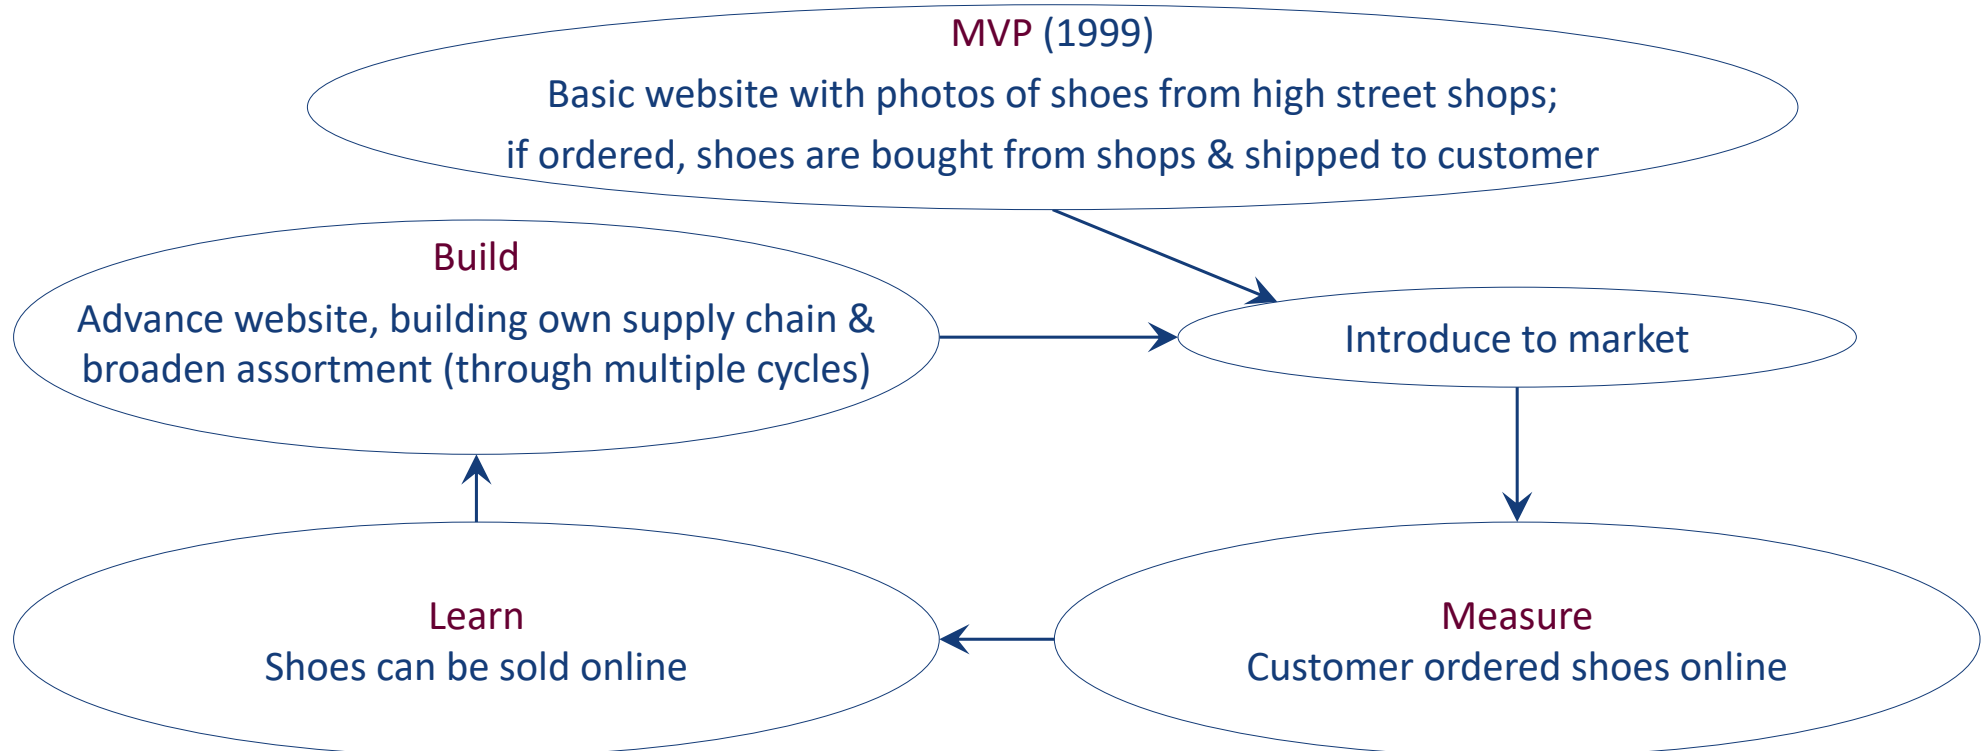 MVP (1999)
Basic website with photos of shoes from high street shops;
if ordered, shoes are bought from shops & shipped to customer
Build
Advance website, building own supply chain &
broaden assortment (through multiple cycles)
Introduce to market
Learn
Shoes can be sold online
Measure
Customer ordered shoes online